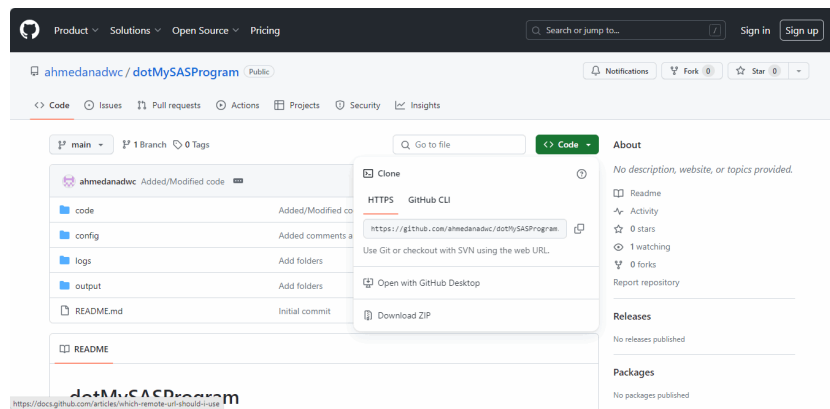 Product Solutions Open Source Pricing Search or jump to... / Sign in Sign up
ahmedanadwc / dotMySASProgram Public Notifications Fork 0 Star 0
Code Issues Pull requests Actions Projects Security Insights
main 1 Branch 0 Tags Go to file Code
ahmedanadwc Added/Modified code
code Added/Modified co
config Added comments a
logs Add folders
output Add folders
README.md Initial commit
Clone
HTTPS GitHub CLI
https://github.com/ahmedanadwc/dotMySASProgram.
Use Git or checkout with SVN using the web URL.
Open with GitHub Desktop
Download ZIP
README
dotMySASProgram
https://docs.github.com/articles/which-remote-url-should-i-use
About
No description, website, or topics provided.
Readme
Activity
0 stars
1 watching
0 forks
Report repository
Releases
No releases published
Packages
No packages published